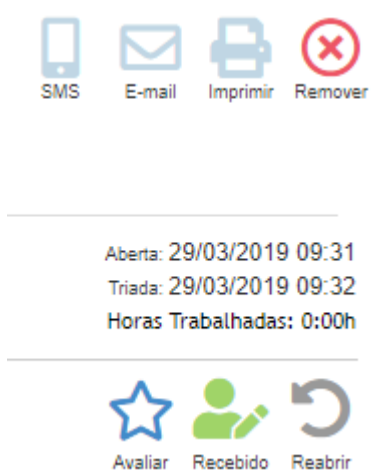 SMS E-mail Imprimir Remover
Aberta: 29/03/2019 09:31
Triada: 29/03/2019 09:32
Horas Trabalhadas: 0:00h
Avaliar Recebido Reabrir